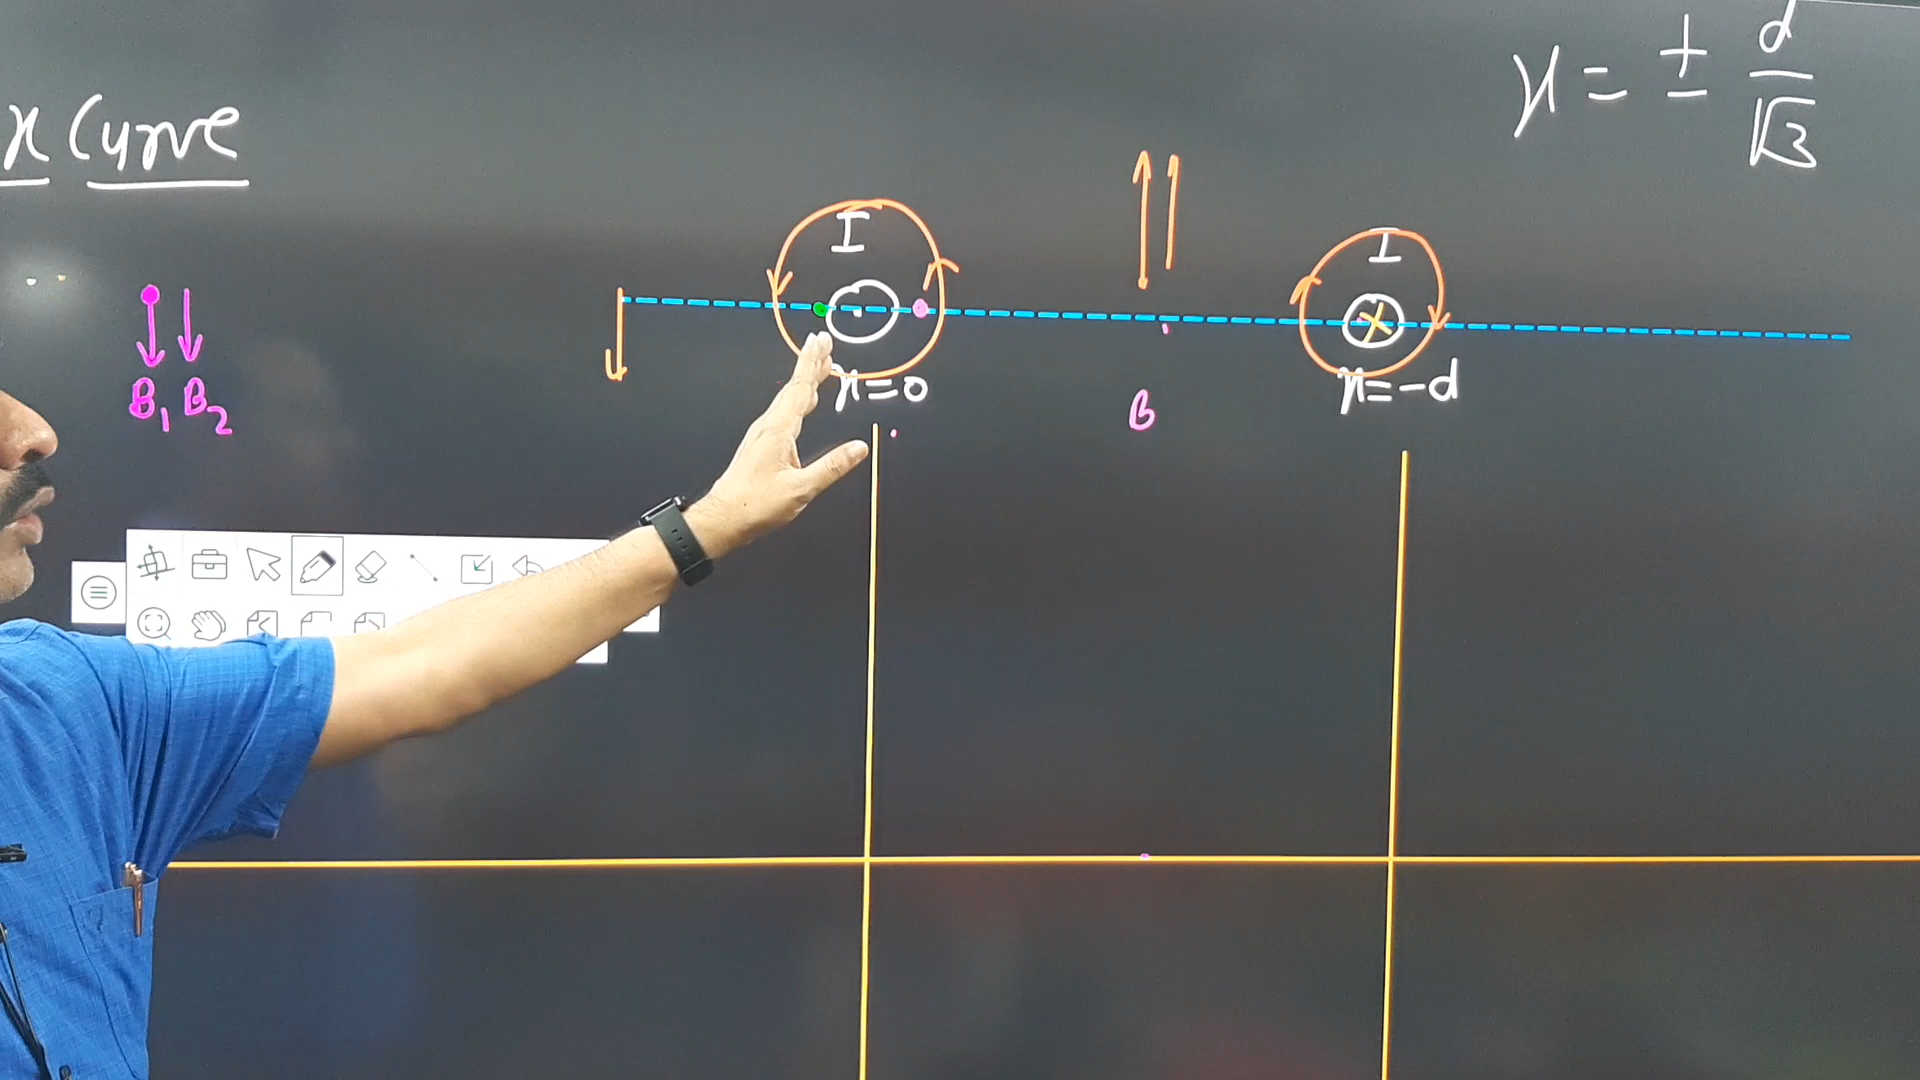 x Curve
x = ± d/√3
I
I
B₁ B₂
x=0
x=-d
B